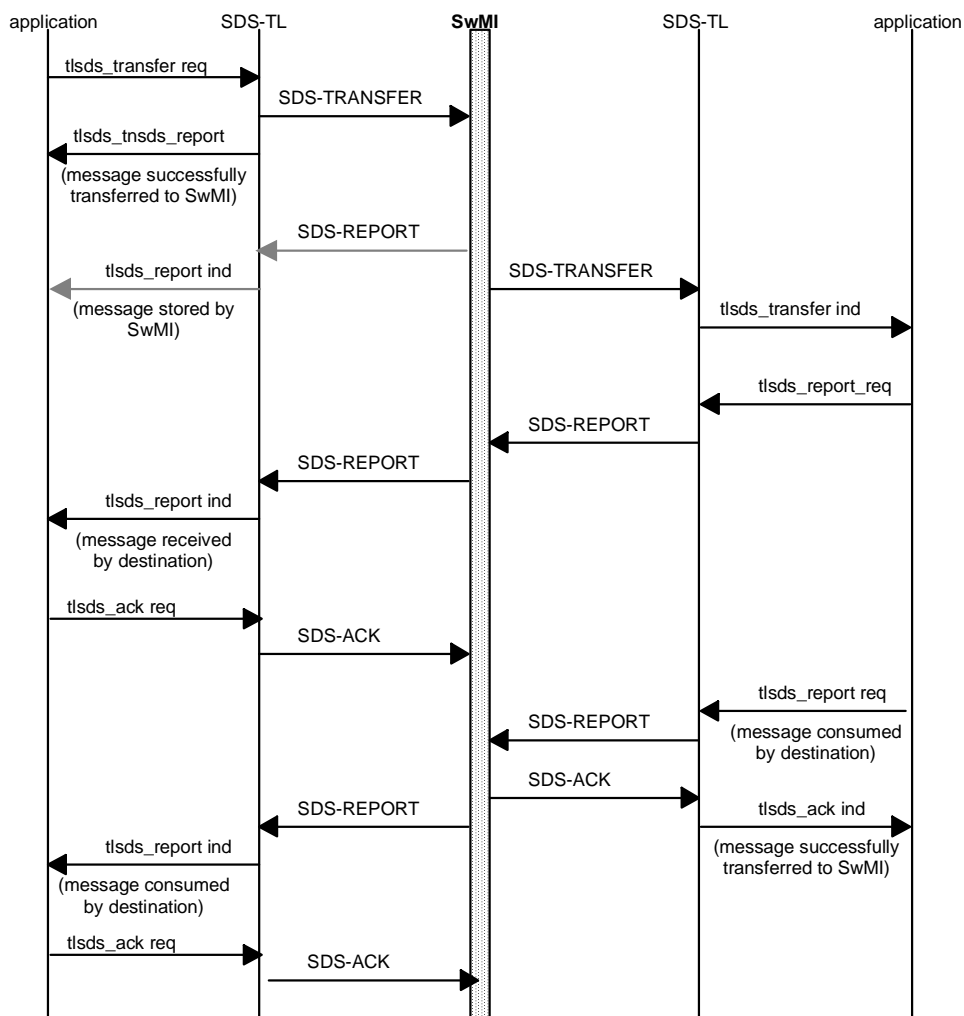 application
SDS-TL
SwMI
SDS-TL
application
tlsds_transfer req
SDS-TRANSFER
tlsds_tnsds_report
(message successfully
transferred to SwMI)
SDS-REPORT
tlsds_report ind
SDS-TRANSFER
(message stored by
SwMI)
tlsds_transfer ind
tlsds_report_req
SDS-REPORT
SDS-REPORT
tlsds_report ind
(message received
by destination)
tlsds_ack req
SDS-ACK
tlsds_report req
SDS-REPORT
(message consumed
by destination)
SDS-ACK
SDS-REPORT
tlsds_ack ind
tlsds_report ind
(message successfully
transferred to SwMI)
(message consumed
by destination)
tlsds_ack req
SDS-ACK